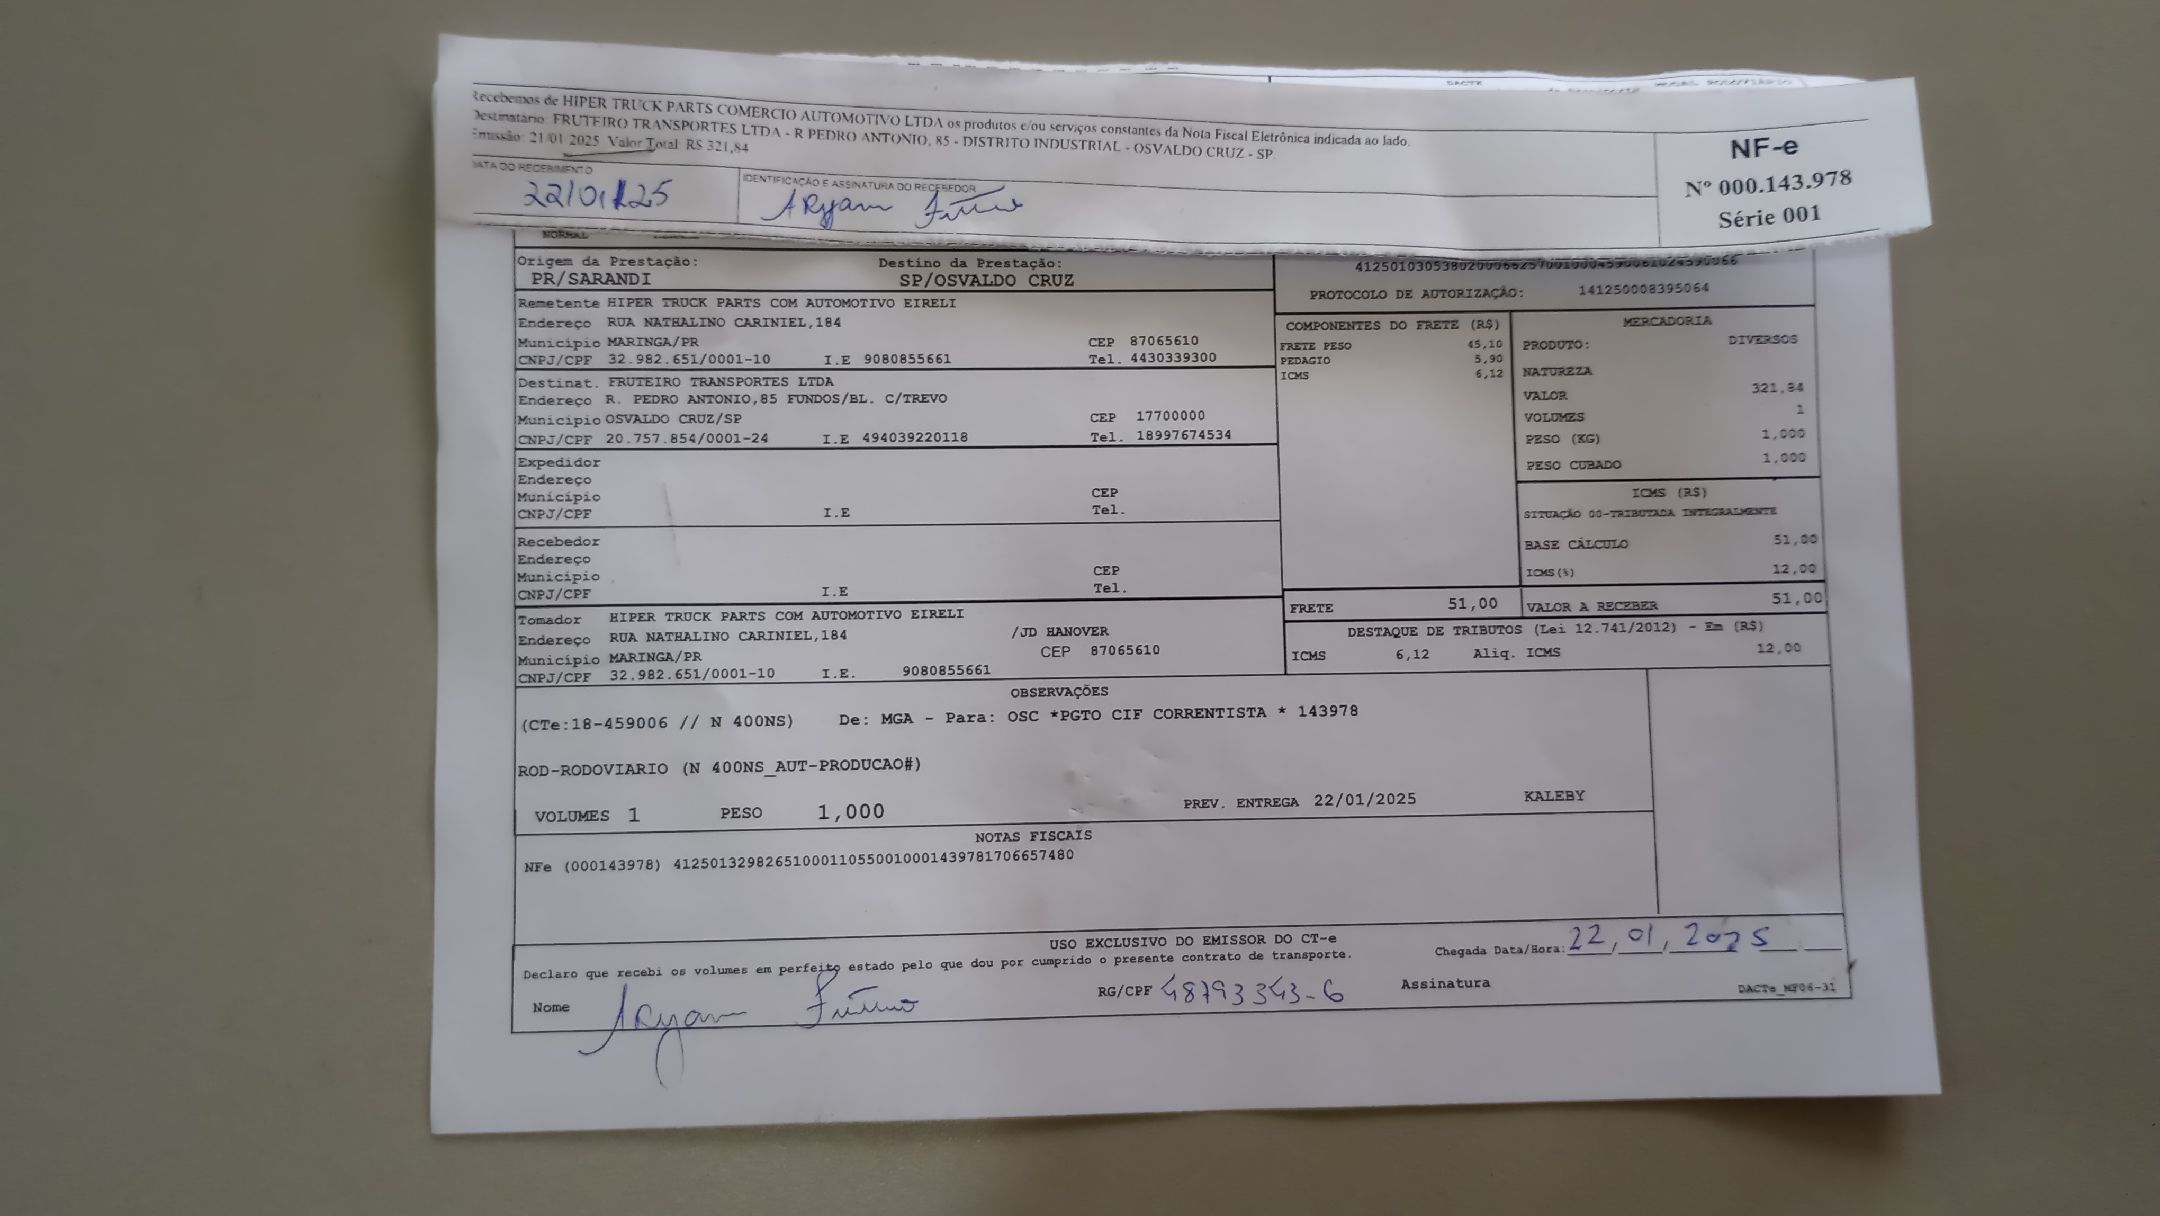 DACTE
Recebemos de HIPER TRUCK PARTS COMERCIO AUTOMOTIVO LTDA os produtos e/ou serviços constantes da Nota Fiscal Eletrônica indicada ao lado.
Destinatário: FRUTEIRO TRANSPORTES LTDA - R PEDRO ANTONIO, 85 - DISTRITO INDUSTRIAL - OSVALDO CRUZ - SP.
Emissão: 21/01/2025 Valor Total: R$ 321,84
DATA DO RECEBIMENTO
22/01/25
IDENTIFICAÇÃO E ASSINATURA DO RECEBEDOR
ARyam
NF-e
Nº 000.143.978
Série 001
NORMAL
Origem da Prestação: Destino da Prestação:
PR/SARANDI SP/OSVALDO CRUZ
Remetente HIPER TRUCK PARTS COM AUTOMOTIVO EIRELI
Endereço RUA NATHALINO CARINIEL,184
Município MARINGA/PR CEP 87065610
CNPJ/CPF 32.982.651/0001-10 I.E 9080855661 Tel. 4430339300
Destinat. FRUTEIRO TRANSPORTES LTDA
Endereço R. PEDRO ANTONIO,85 FUNDOS/BL. C/TREVO
Município OSVALDO CRUZ/SP CEP 17700000
CNPJ/CPF 20.757.854/0001-24 I.E 494039220118 Tel. 18997674534
Expedidor
Endereço
Município CEP
CNPJ/CPF I.E Tel.
Recebedor
Endereço
Município CEP
CNPJ/CPF I.E Tel.
Tomador HIPER TRUCK PARTS COM AUTOMOTIVO EIRELI
Endereço RUA NATHALINO CARINIEL,184 /JD HANOVER
Município MARINGA/PR CEP 87065610
CNPJ/CPF 32.982.651/0001-10 I.E. 9080855661
PROTOCOLO DE AUTORIZAÇÃO: 141250008395064
COMPONENTES DO FRETE (R$)
FRETE PESO 45,10
PEDAGIO 5,90
ICMS 6,12
MERCADORIA
PRODUTO: DIVERSOS
NATUREZA
VALOR 321,84
VOLUMES 1
PESO (KG) 1,000
PESO CUBADO 1,000
ICMS (R$)
SITUAÇÃO 00-TRIBUTADA INTEGRALMENTE
BASE CÁLCULO 51,00
ICMS(%) 12,00
FRETE 51,00 VALOR A RECEBER 51,00
DESTAQUE DE TRIBUTOS (Lei 12.741/2012) - Em (R$)
ICMS 6,12 Aliq. ICMS 12,00
OBSERVAÇÕES
(CTe:18-459006 // N 400NS) De: MGA - Para: OSC *PGTO CIF CORRENTISTA * 143978
ROD-RODOVIARIO (N 400NS_AUT-PRODUCAO#)
VOLUMES 1 PESO 1,000 PREV. ENTREGA 22/01/2025 KALEBY
NOTAS FISCAIS
NFe (000143978) 41250132982651000110550010001439781706657480
USO EXCLUSIVO DO EMISSOR DO CT-e
Declaro que recebi os volumes em perfeito estado pelo que dou por cumprido o presente contrato de transporte.
Chegada Data/Hora: 22,01,2025
Nome ARyam
RG/CPF 48793343-6
Assinatura
DACTe_MF06-31